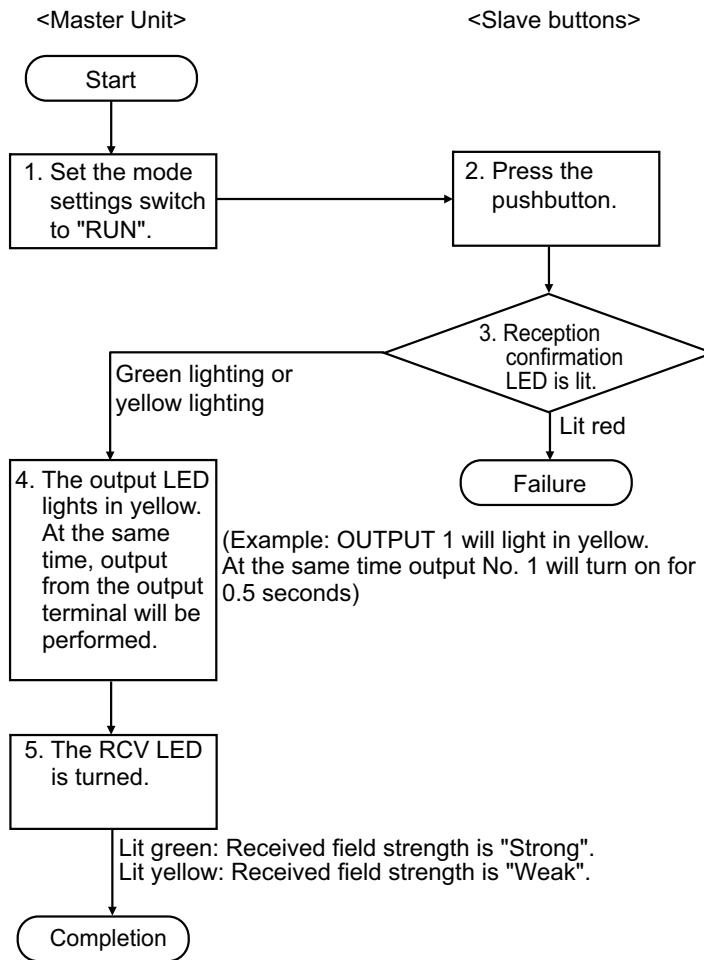 <Master Unit>
<Slave buttons>
Start
1. Set the mode
settings switch
to "RUN".
2. Press the
pushbutton.
3. Reception
confirmation
LED is lit.
Green lighting or
yellow lighting
Lit red
Failure
4. The output LED
lights in yellow.
At the same
time, output
from the output
terminal will be
performed.
(Example: OUTPUT 1 will light in yellow.
At the same time output No. 1 will turn on for
0.5 seconds)
5. The RCV LED
is turned.
Lit green: Received field strength is "Strong".
Lit yellow: Received field strength is "Weak".
Completion